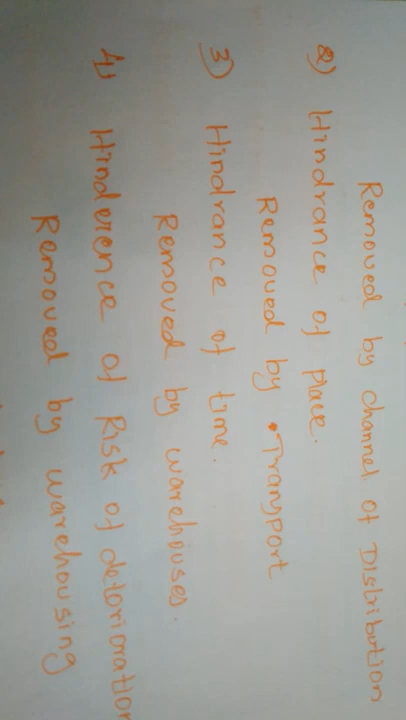 Removed by channel of Distribution
2) Hindrance of place.
Removed by Transport
3) Hindrance of time.
Removed by warehouses.
4) Hinderence of Risk of detorioration
Removed by warehousing